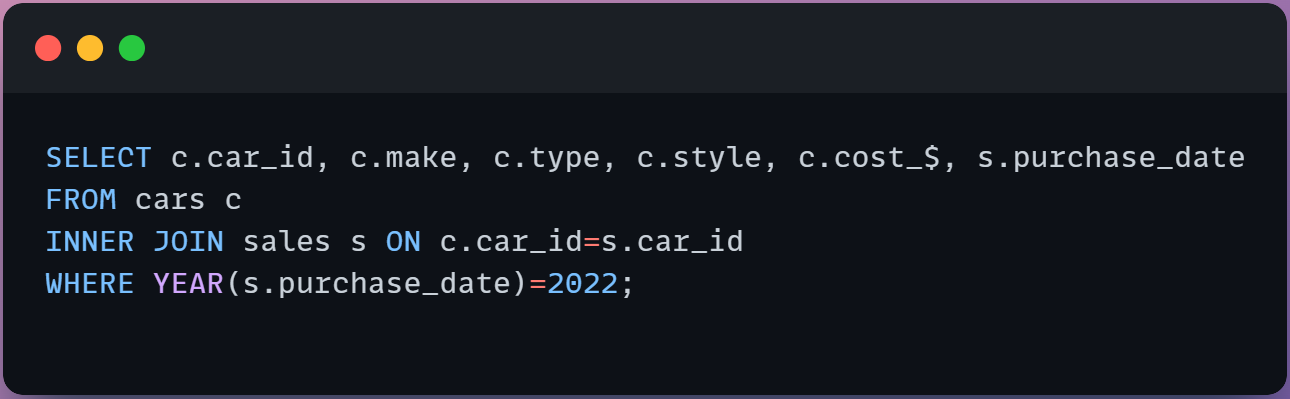 SELECT c.car_id, c.make, c.type, c.style, c.cost_$, s.purchase_date
FROM cars c
INNER JOIN sales s ON c.car_id=s.car_id
WHERE YEAR(s.purchase_date)=2022;